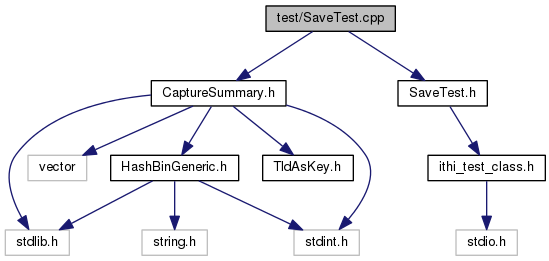 test/SaveTest.cpp
CaptureSummary.h
SaveTest.h
vector
HashBinGeneric.h
TldAsKey.h
ithi_test_class.h
stdlib.h
string.h
stdint.h
stdio.h